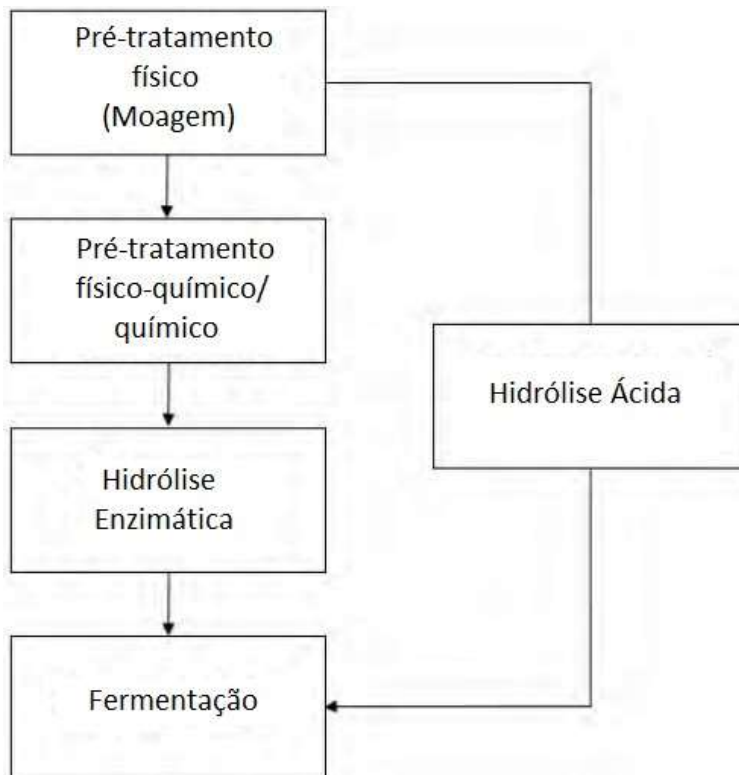 Pré-tratamento
físico
(Moagem)
Pré-tratamento
físico-químico/
químico
Hidrólise Ácida
Hidrólise
Enzimática
Fermentação